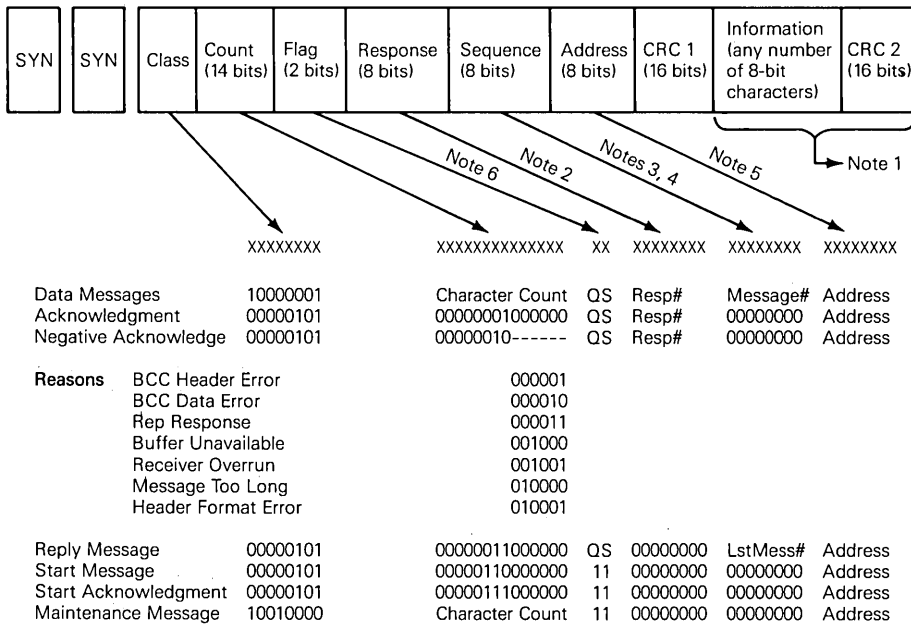 SYN SYN Class Count (14 bits) Flag (2 bits) Response (8 bits) Sequence (8 bits) Address (8 bits) CRC 1 (16 bits) Information (any number of 8-bit characters) CRC 2 (16 bits)
Note 6 Note 2 Notes 3, 4 Note 5 Note 1
XXXXXXXX XXXXXXXXXXXXXX XX XXXXXXXX XXXXXXXX XXXXXXXX
Data Messages 10000001 Character Count QS Resp# Message# Address
Acknowledgment 00000101 00000001000000 QS Resp# 00000000 Address
Negative Acknowledge 00000101 00000010------ QS Resp# 00000000 Address
Reasons BCC Header Error 000001
BCC Data Error 000010
Rep Response 000011
Buffer Unavailable 001000
Receiver Overrun 001001
Message Too Long 010000
Header Format Error 010001
Reply Message 00000101 00000011000000 QS 00000000 LstMess# Address
Start Message 00000101 00000110000000 11 00000000 00000000 Address
Start Acknowledgment 00000101 00000111000000 11 00000000 00000000 Address
Maintenance Message 10010000 Character Count 11 00000000 00000000 Address